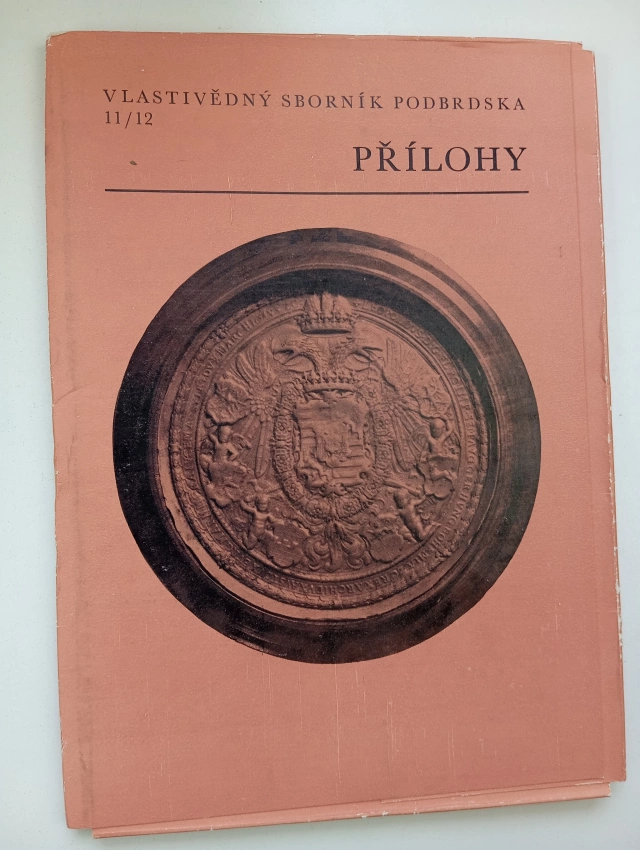 VLASTIVĚDNÝ SBORNÍK PODBRDSKA
11/12
PŘÍLOHY